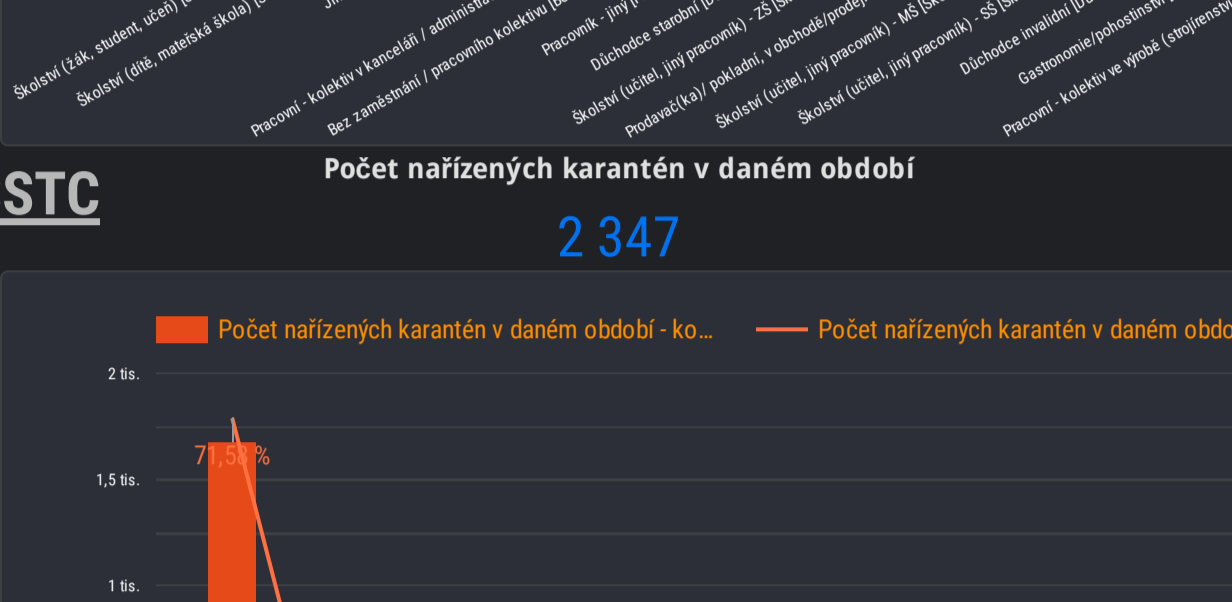 Školství (žák, student, učeň)
Školství (dítě, mateřská škola)
Pracovní - kolektiv v kanceláři /
Bez zaměstnání / pracovního kolektivu
Pracovník - jiný
Důchodce starobní
Školství (učitel, jiný pracovník) - ZŠ
Prodavač(ka)/ pokladní, v obchodě/
Školství (učitel, jiný pracovník) - MŠ
Školství (učitel, jiný pracovník) - SŠ
Důchodce invalidní
Gastronomie/pohostinství
Pracovní - kolektiv ve výrobě (strojírenst
STC
Počet nařízených karantén v daném období
2 347
Počet nařízených karantén v daném období - ko…
Počet nařízených karantén v daném obdo
2 tis.
71,58 %
1,5 tis.
1 tis.